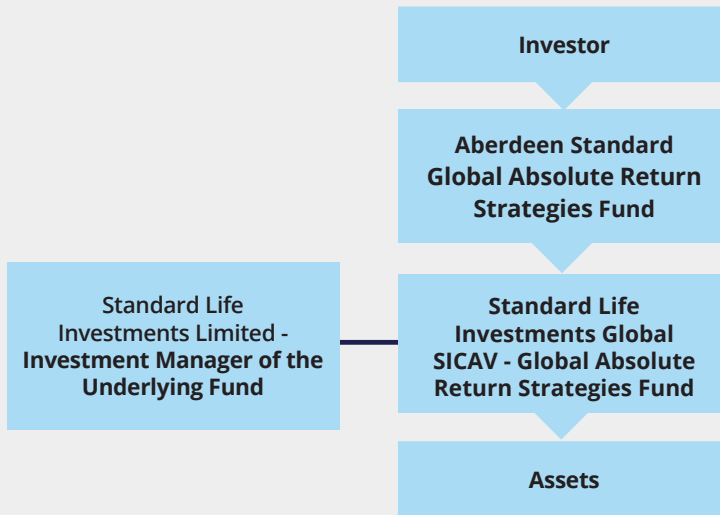 Investor
Aberdeen Standard
Global Absolute Return
Strategies Fund
Standard Life
Investments Limited -
Investment Manager of the
Underlying Fund
Standard Life
Investments Global
SICAV - Global Absolute
Return Strategies Fund
Assets